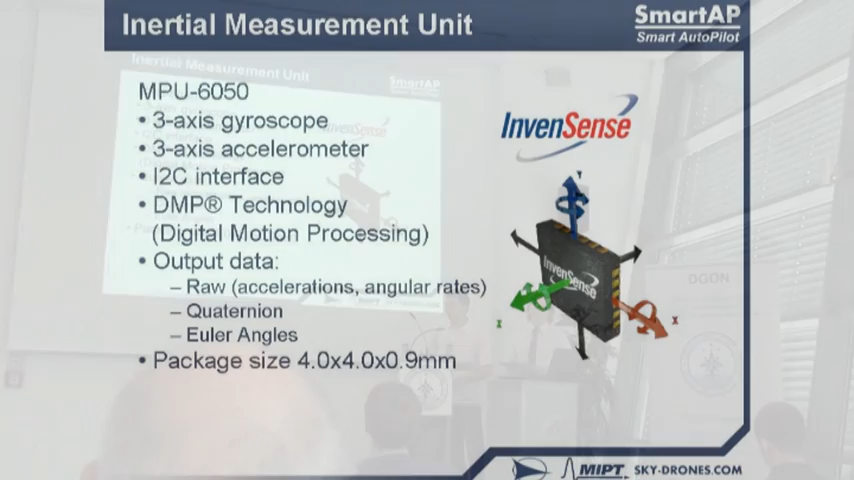 Inertial Measurement Unit
SmartAP
Smart AutoPilot
Inertial Measurement Unit
SmartAP
MPU-6050
• 3-axis gyroscope
• 3-axis accelerometer
• I2C interface
• DMP® Technology
(Digital Motion Processing)
• Output data:
– Raw (accelerations, angular rates)
– Quaternion
– Euler Angles
• Package size 4.0x4.0x0.9mm
InvenSense
Y
InvenSense
Z
X
OGON
MIPT SKY-DRONES.COM